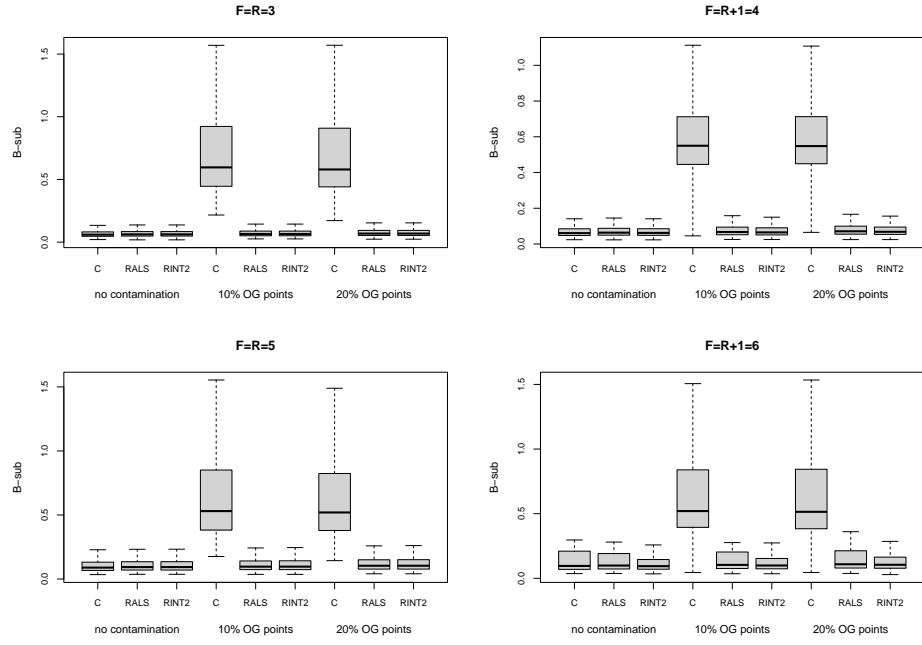 F=R=3
B-sub
1.5
1.0
0.5
0.0
C RALS RINT2 C RALS RINT2 C RALS RINT2
no contamination 10% OG points 20% OG points
F=R+1=4
B-sub
1.0
0.8
0.6
0.4
0.2
0.0
C RALS RINT2 C RALS RINT2 C RALS RINT2
no contamination 10% OG points 20% OG points
F=R=5
B-sub
1.5
1.0
0.5
0.0
C RALS RINT2 C RALS RINT2 C RALS RINT2
no contamination 10% OG points 20% OG points
F=R+1=6
B-sub
1.5
1.0
0.5
0.0
C RALS RINT2 C RALS RINT2 C RALS RINT2
no contamination 10% OG points 20% OG points